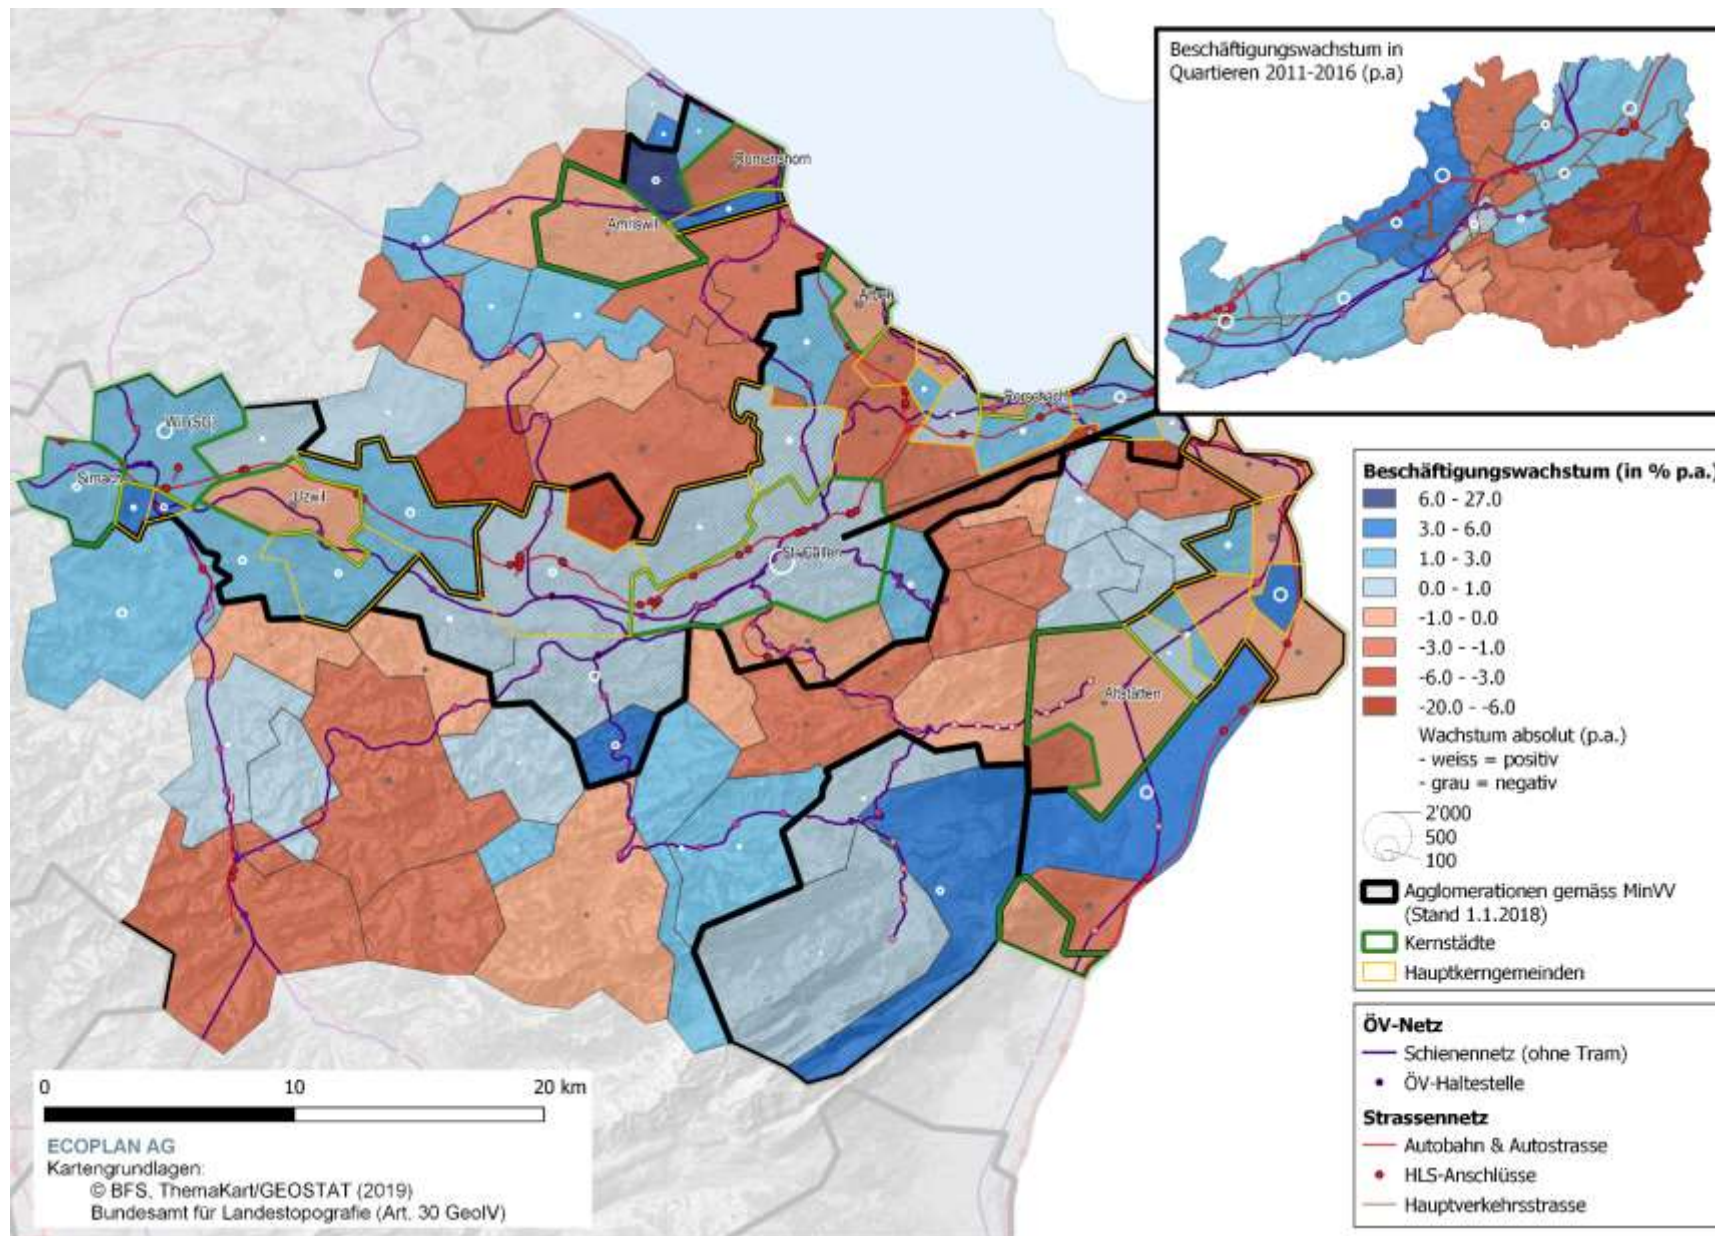 Beschäftigungswachstum in
Quartieren 2011-2016 (p.a)
Romanshorn
Amriswil
Arbon
Rorschach
Wil (SG)
Sirnach
Uzwil
St. Gallen
Altstätten
Beschäftigungswachstum (in % p.a.)
6.0 - 27.0
3.0 - 6.0
1.0 - 3.0
0.0 - 1.0
-1.0 - 0.0
-3.0 - -1.0
-6.0 - -3.0
-20.0 - -6.0
Wachstum absolut (p.a.)
- weiss = positiv
- grau = negativ
2'000
500
100
Agglomerationen gemäss MinVV
(Stand 1.1.2018)
Kernstädte
Hauptkerngemeinden
ÖV-Netz
Schienennetz (ohne Tram)
ÖV-Haltestelle
Strassennetz
Autobahn & Autostrasse
HLS-Anschlüsse
Hauptverkehrsstrasse
0 10 20 km
ECOPLAN AG
Kartengrundlagen:
© BFS, ThemaKart/GEOSTAT (2019)
Bundesamt für Landestopografie (Art. 30 GeoIV)